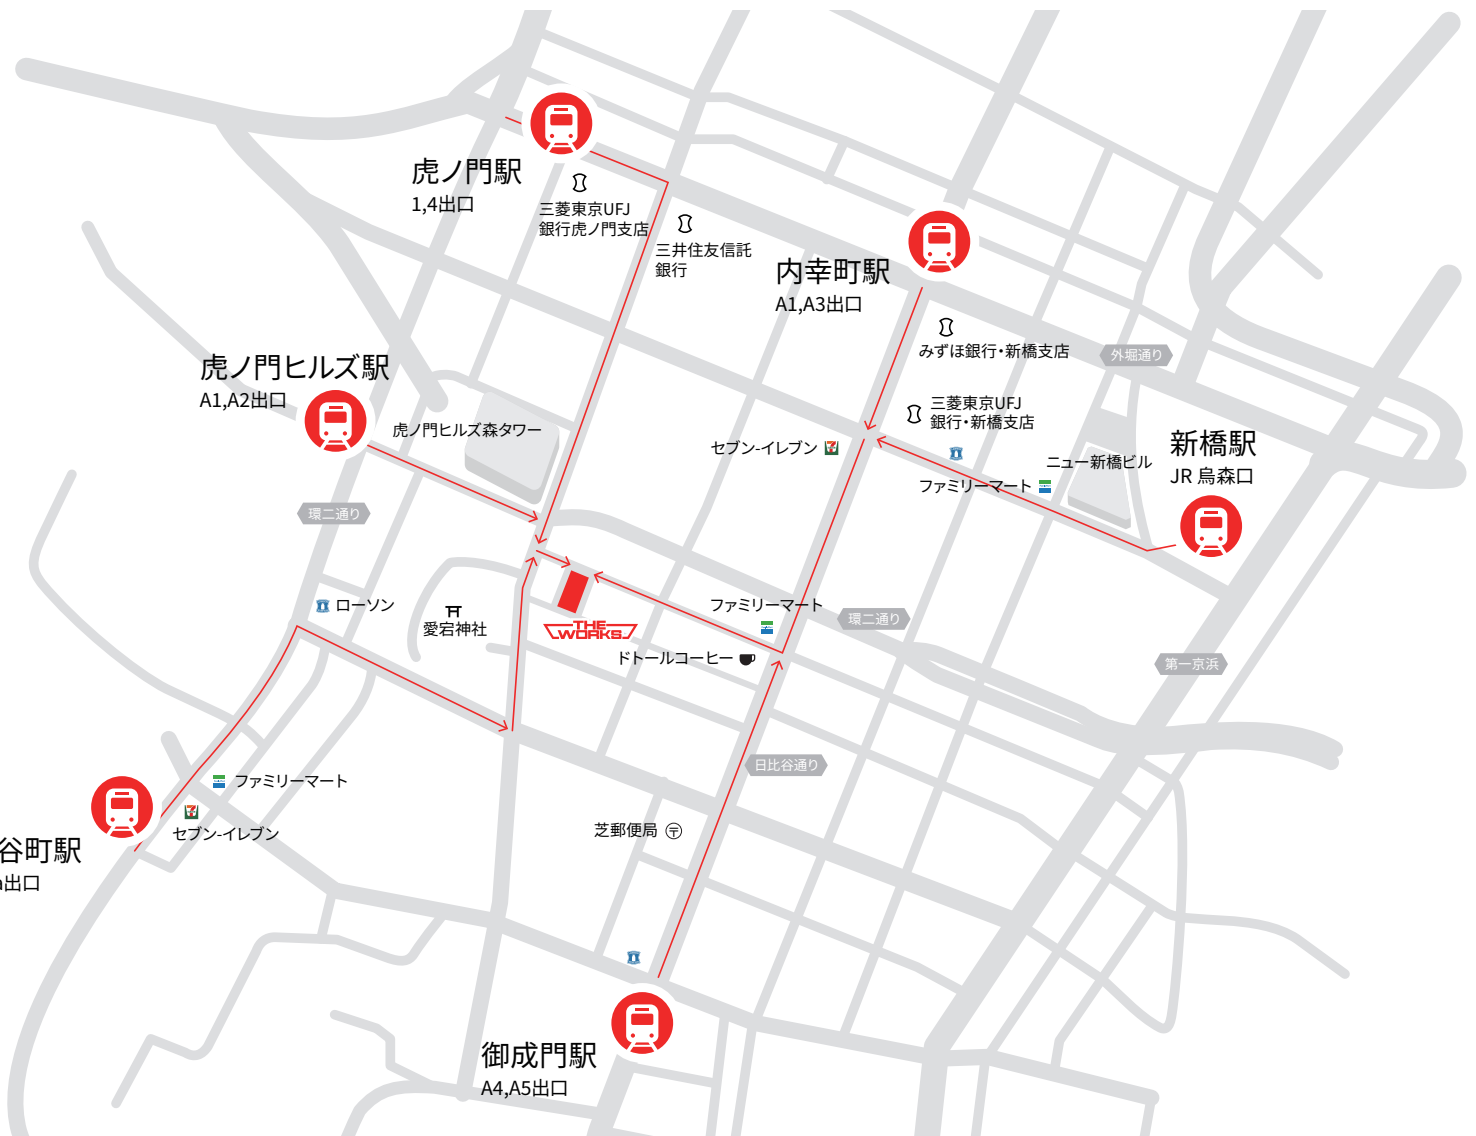 虎ノ門駅
1,4出口
三菱東京UFJ
銀行虎ノ門支店
三井住友信託
銀行
内幸町駅
A1,A3出口
みずほ銀行・新橋支店
外堀通り
虎ノ門ヒルズ駅
A1,A2出口
虎ノ門ヒルズ森タワー
三菱東京UFJ
銀行・新橋支店
セブン-イレブン
ニュー新橋ビル
ファミリーマート
新橋駅
JR 烏森口
環二通り
ローソン
愛宕神社
THE
WORKS
ファミリーマート
環二通り
ドトールコーヒー
第一京浜
日比谷通り
ファミリーマート
セブン-イレブン
芝郵便局
谷町駅
出口
御成門駅
A4,A5出口